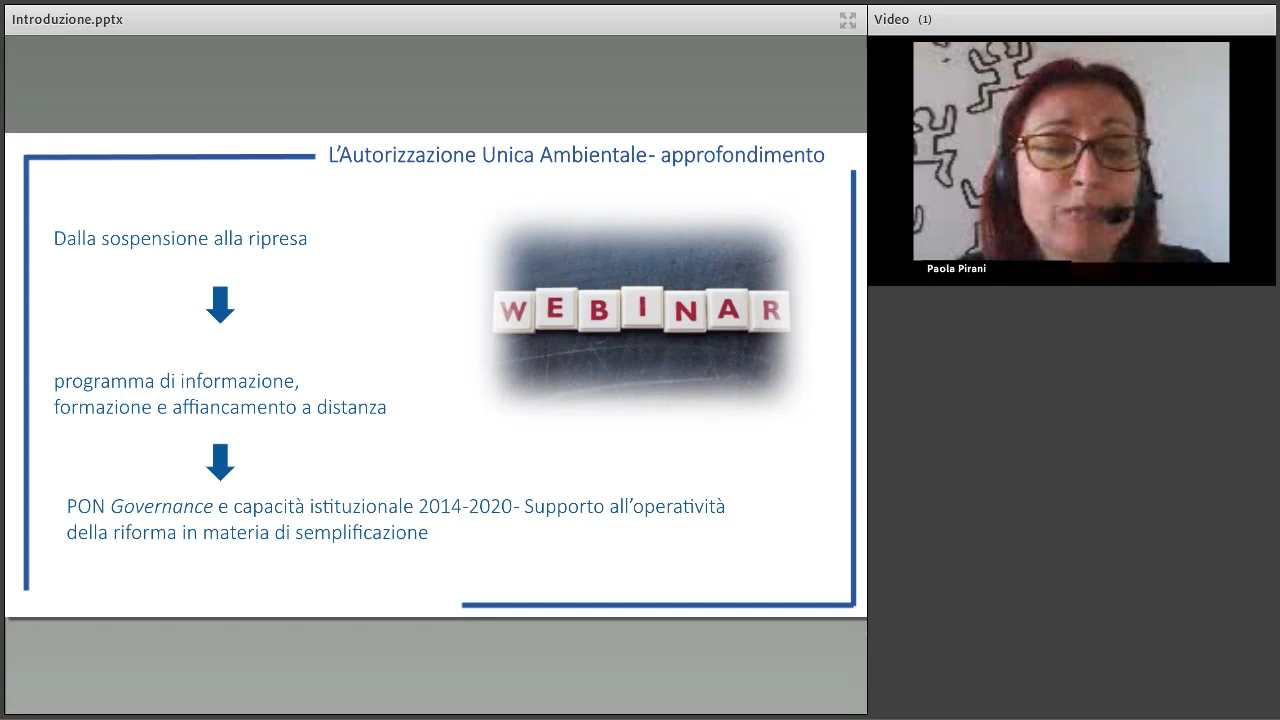 Introduzione.pptx
Video (1)
L'Autorizzazione Unica Ambientale- approfondimento
Dalla sospensione alla ripresa
WEBINAR
programma di informazione,
formazione e affiancamento a distanza
PON Governance e capacità istituzionale 2014-2020- Supporto all'operatività
della riforma in materia di semplificazione
Paola Pirani